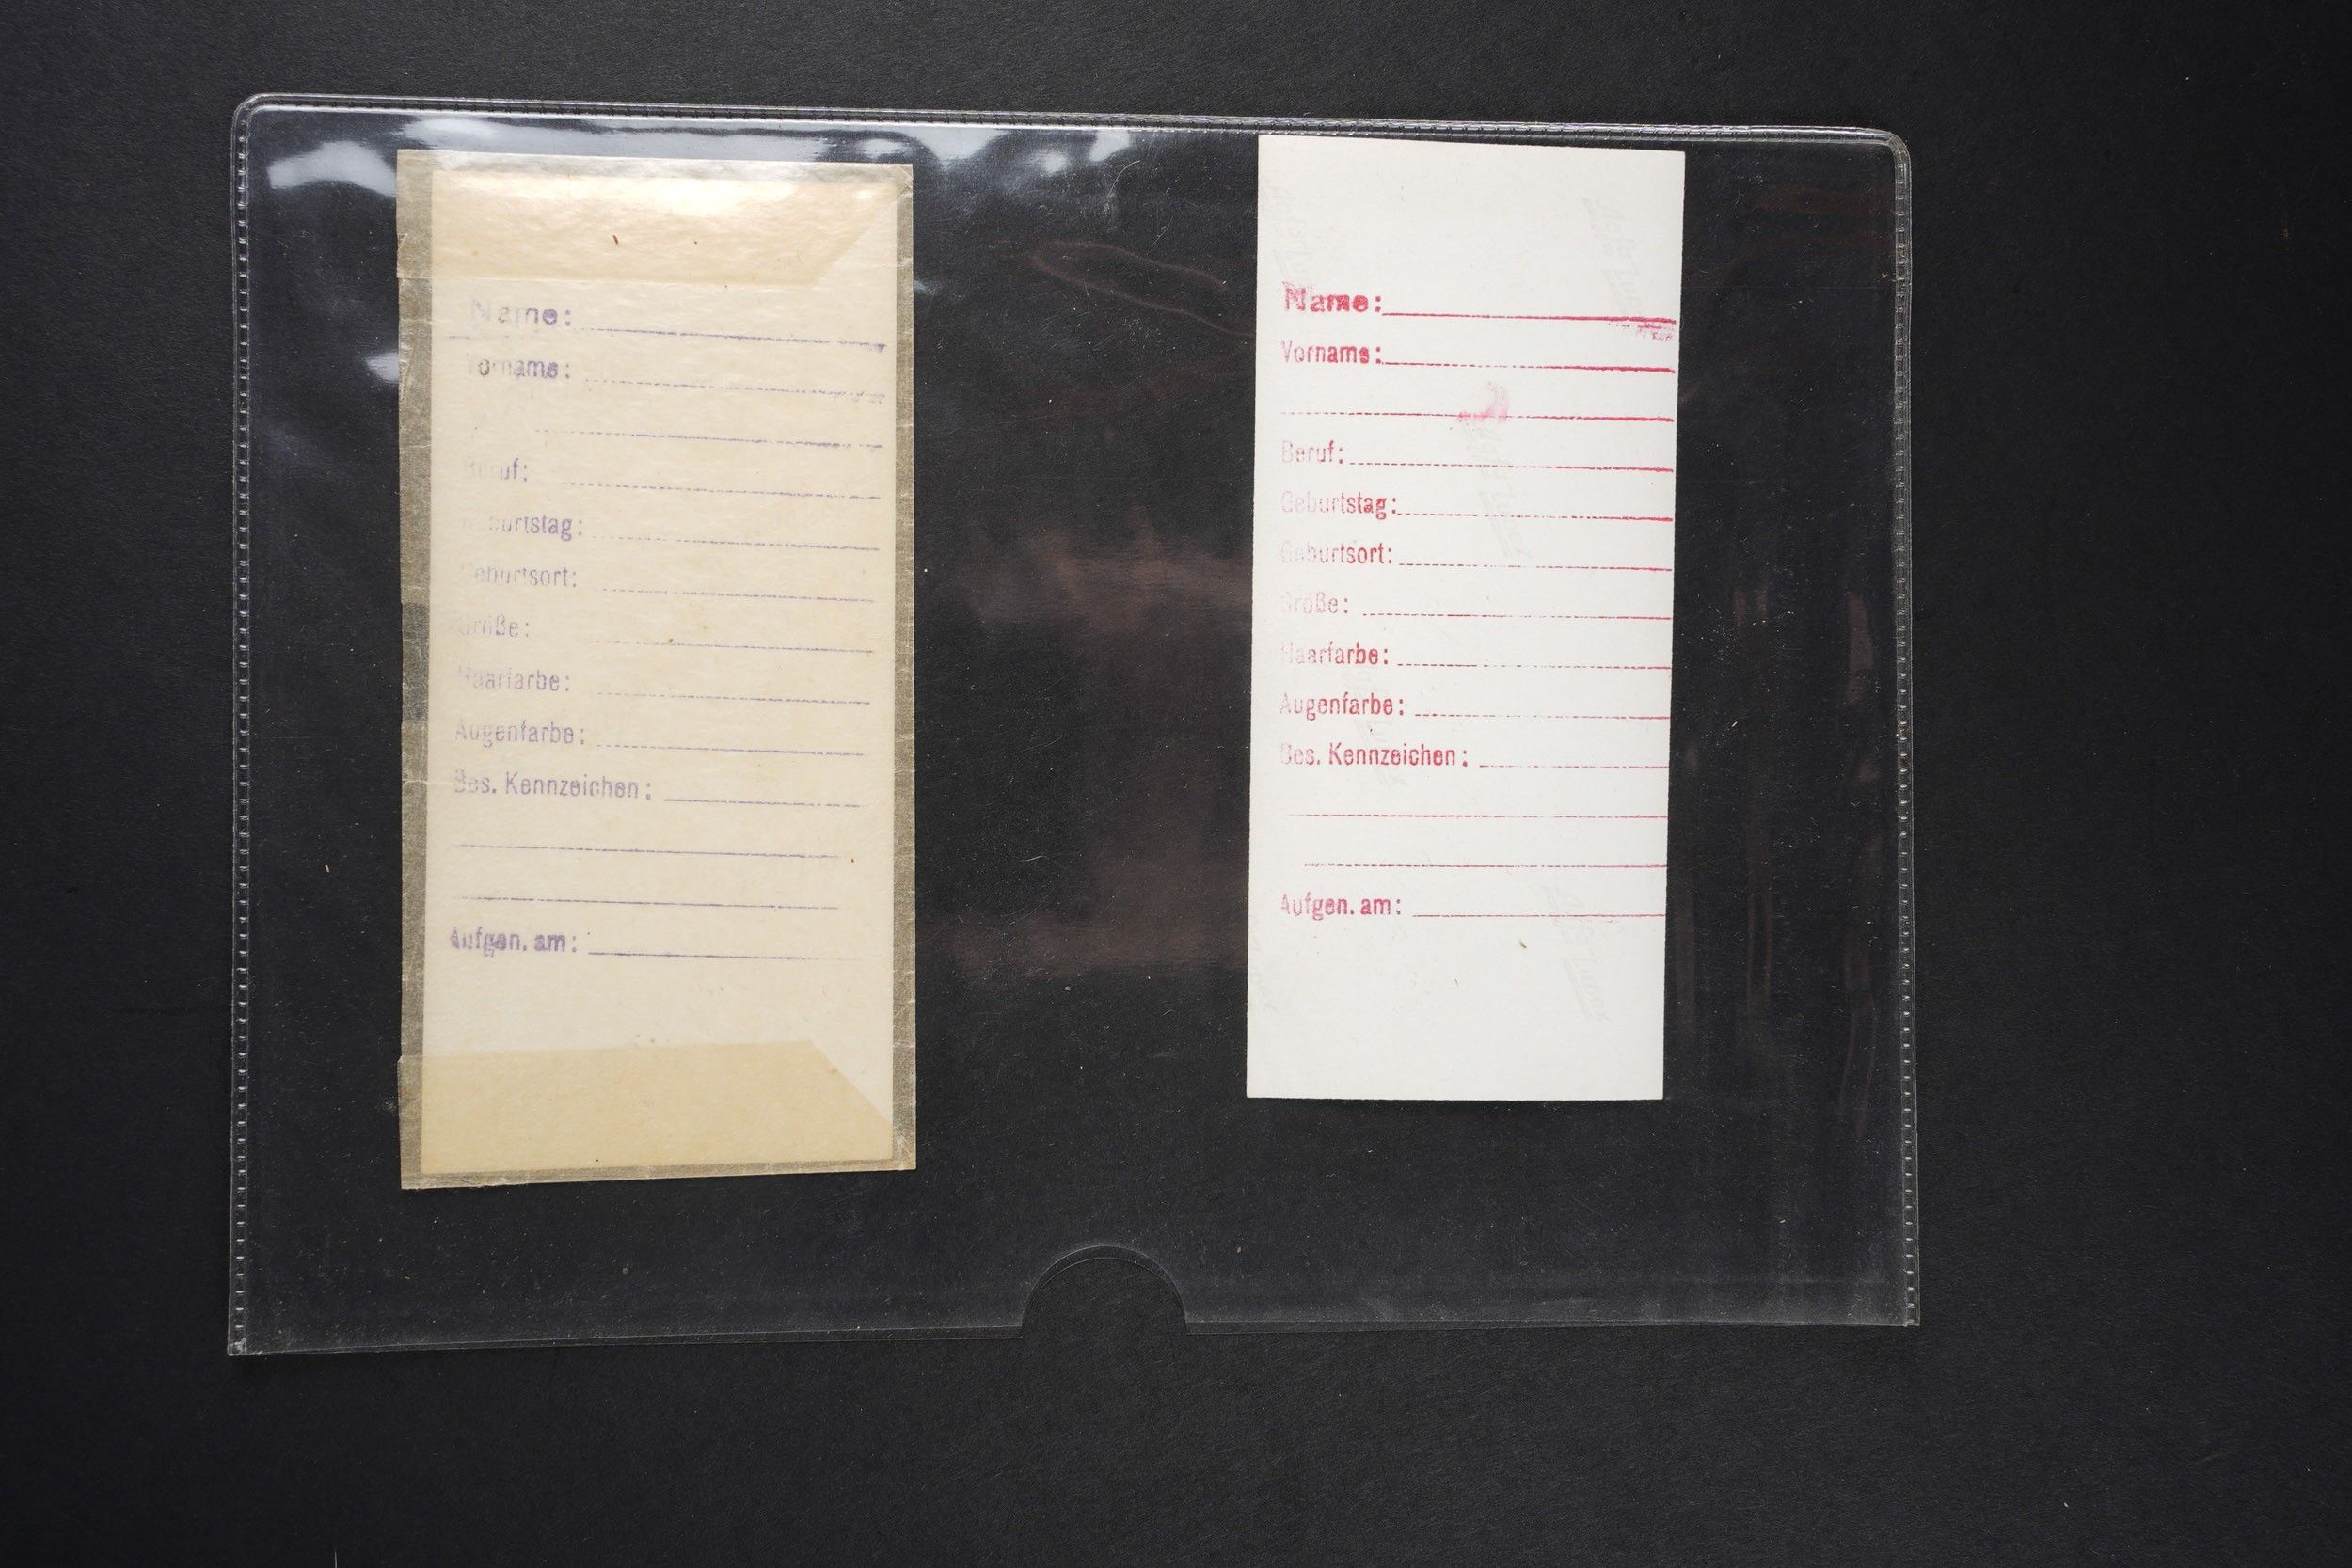 Name:
Vorname:
Beruf:
Geburtstag:
Geburtsort:
Größe:
Haarfarbe:
Augenfarbe:
Bes. Kennzeichen:
Aufgen. am:
Name:
Vorname:
Beruf:
Geburtstag:
Geburtsort:
Größe:
Haarfarbe:
Augenfarbe:
Bes. Kennzeichen:
Aufgen. am: